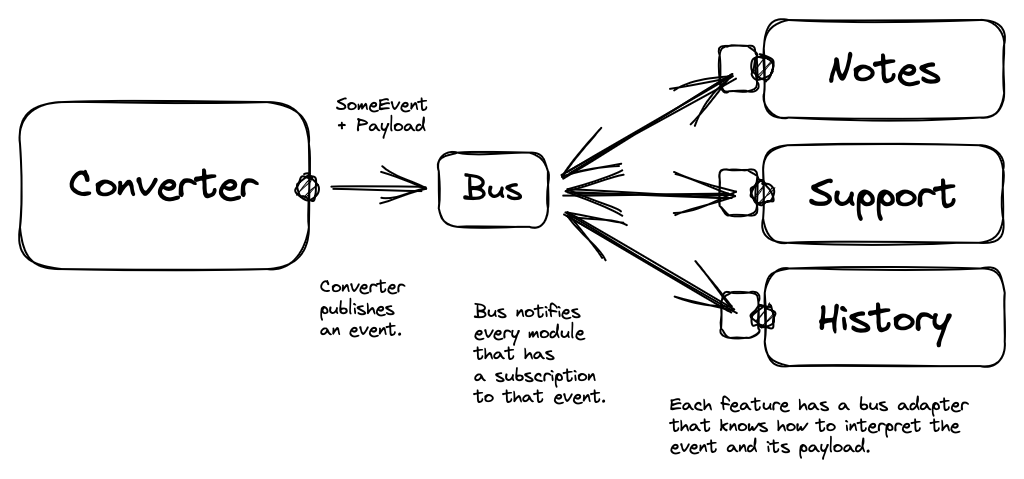 Converter
SomeEvent
+ Payload
Bus
Notes
Support
History
Converter
publishes
an event.
Bus notifies
every module
that has
a subscription
to that event.
Each feature has a bus adapter
that knows how to interpret the
event and its payload.